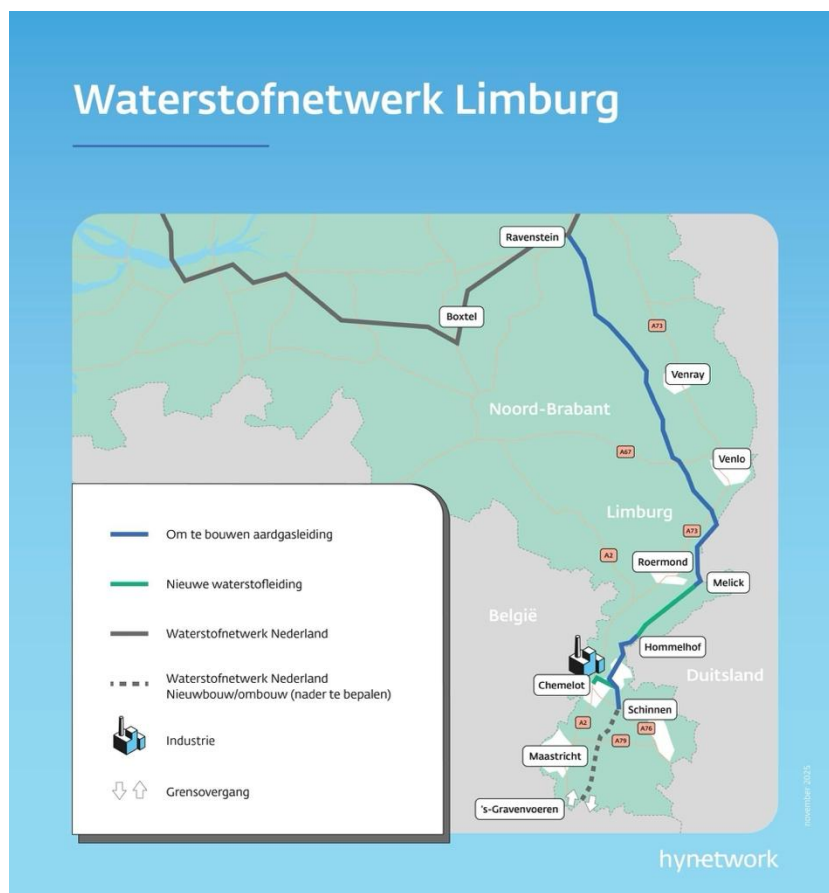 Waterstofnetwerk Limburg
Ravenstein
Boxtel
A73
Venray
Noord-Brabant
A67
Venlo
Limburg
A73
A2
Roermond
Melick
België
Hommelhof
Duitsland
Chemelot
Schinnen
A2
A76
A79
Maastricht
's-Gravenvoeren
Om te bouwen aardgasleiding
Nieuwe waterstofleiding
Waterstofnetwerk Nederland
Waterstofnetwerk Nederland
Nieuwbouw/ombouw (nader te bepalen)
Industrie
Grensovergang
november 2025
hynetwork